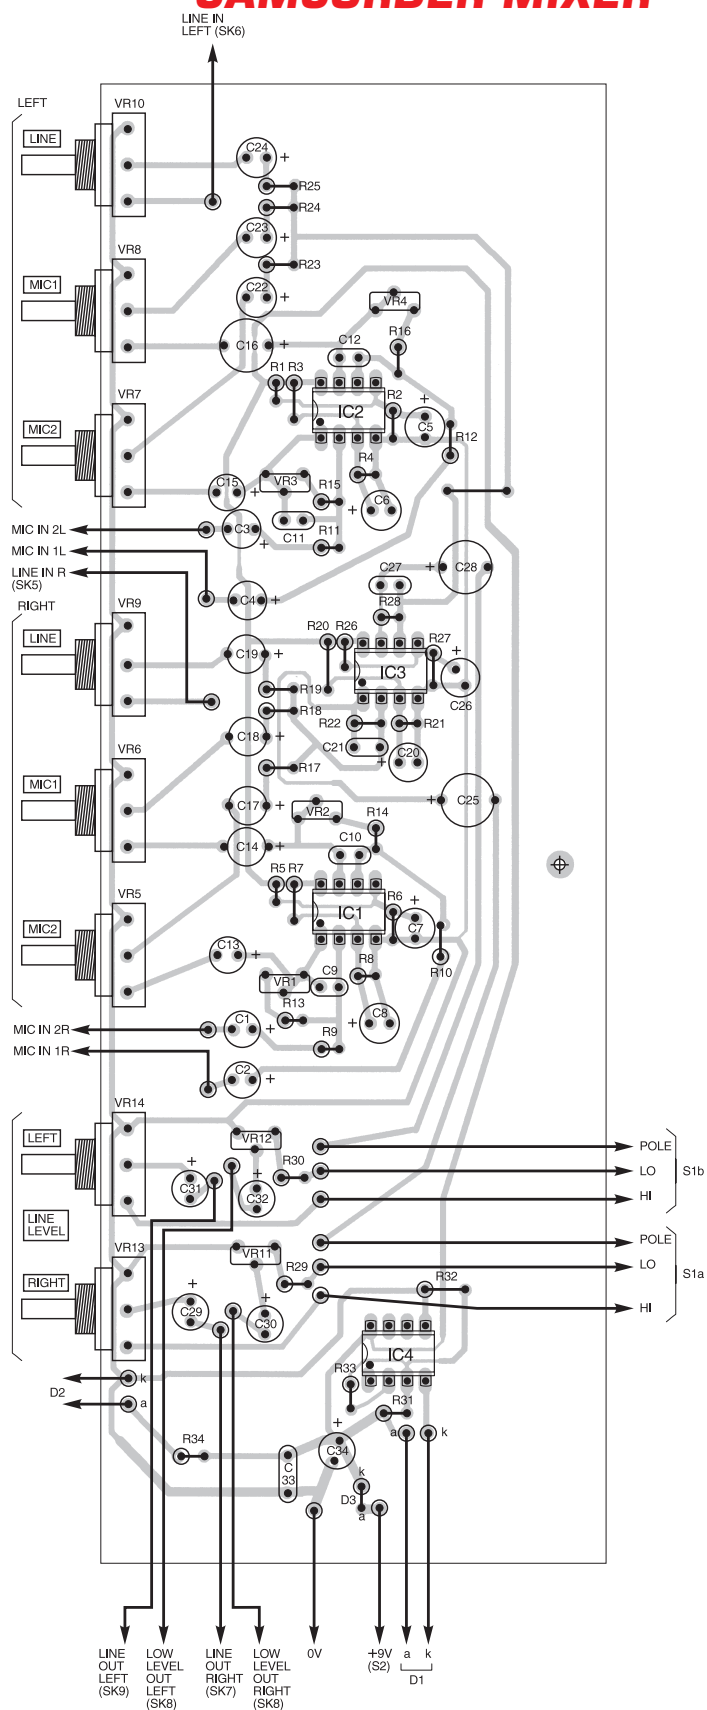 CAMCORDER MIXER
LINE IN
LEFT (SK6)
LEFT
VR10
LINE
C24
+
R25
R24
C23
+
VR8
R23
MIC1
C22
+
VR4
C16
+
C12
R16
VR7
R1
R3
IC2
R2
+
C5
MIC2
R12
R4
C15
+
VR3
R15
C6
+
MIC IN 2L
C3
+
C11
R11
MIC IN 1L
C27
+
C28
LINE IN R
(SK5)
C4
+
R28
RIGHT
VR9
LINE
R20
R26
R27
C19
+
IC3
+
C26
R19
R18
R22
R21
C18
+
C21
+
C20
VR6
R17
MIC1
C17
+
VR2
+
C25
R14
C14
+
C10
VR5
R5
R7
IC1
R6
+
C7
MIC2
C13
+
R8
R10
VR1
C9
R13
+
C8
MIC IN 2R
C1
+
R9
MIC IN 1R
C2
+
VR14
LEFT
VR12
POLE
+
C31
R30
LO
S1b
+
C32
HI
LINE
LEVEL
POLE
VR13
VR11
LO
S1a
RIGHT
R29
R32
+
C29
+
C30
HI
IC4
k
D2
a
R33
R31
+
C34
a
k
R34
C
33
k
D3
a
LINE
OUT
LEFT
(SK9)
LOW
LEVEL
OUT
LEFT
(SK8)
LINE
OUT
RIGHT
(SK7)
LOW
LEVEL
OUT
RIGHT
(SK8)
0V
+9V
(S2)
a
k
D1